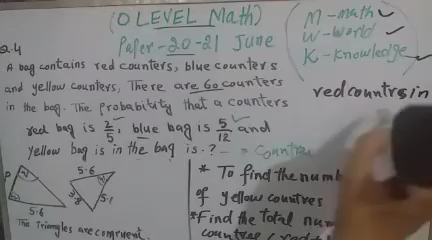 (O LEVEL Math)
Paper-20-21 June
Q.4
A bag contains red counters, blue counters
and yellow counters, There are 60 counters
in the bag. The Probability that a counters
red bag is 2/5, blue bag is 5/12 and
yellow bag is in the bag is.?
M-math
W-world
K-Knowledge
red countrs in
* To find the numb
of yellow countres
* Find the total num
5.6
5.6
5.1
The Triangles are congruent.